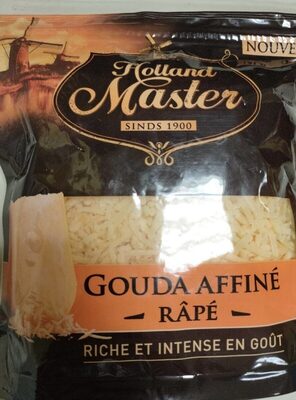 NOUVE
Holland
Master
SINDS 1900
GOUDA AFFINÉ
RÂPÉ
RICHE ET INTENSE EN GOÛT